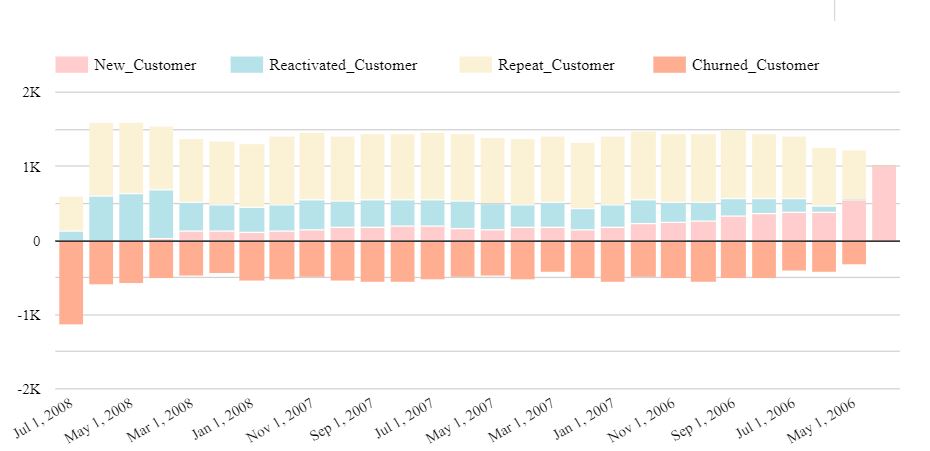 New_Customer Reactivated_Customer Repeat_Customer Churned_Customer
2K
1K
0
-1K
-2K
Jul 1, 2008 May 1, 2008 Mar 1, 2008 Jan 1, 2008 Nov 1, 2007 Sep 1, 2007 Jul 1, 2007 May 1, 2007 Mar 1, 2007 Jan 1, 2007 Nov 1, 2006 Sep 1, 2006 Jul 1, 2006 May 1, 2006